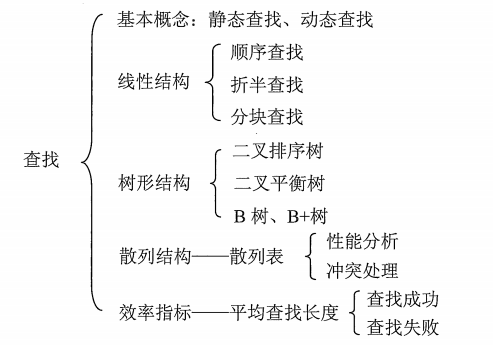 基本概念：静态查找、动态查找
顺序查找
线性结构
折半查找
分块查找
查找
二叉排序树
树形结构
二叉平衡树
B 树、B+树
散列结构——散列表
性能分析
冲突处理
效率指标——平均查找长度
查找成功
查找失败